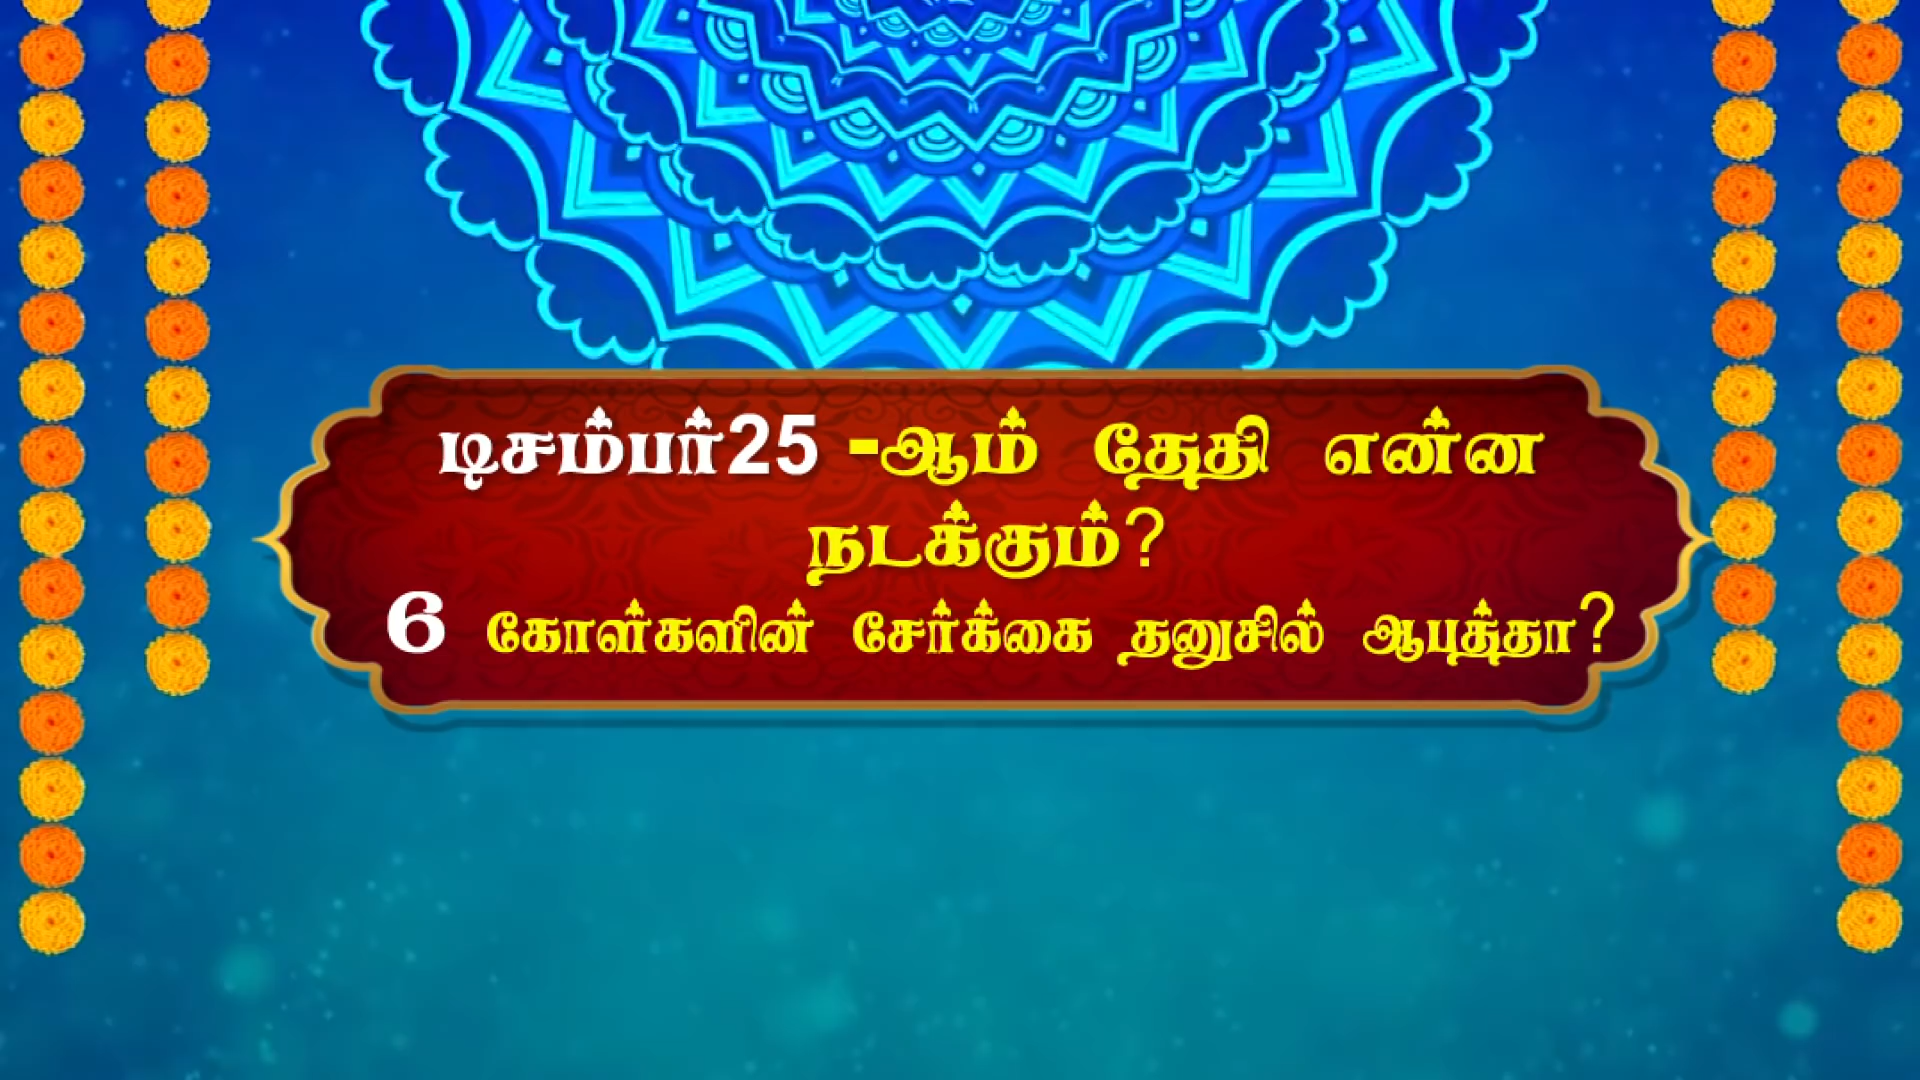 டிசம்பர்25 -ஆம் தேதி என்ன
நடக்கும்?
6 கோள்களின் சேர்க்கை தனுசில் ஆபத்தா?